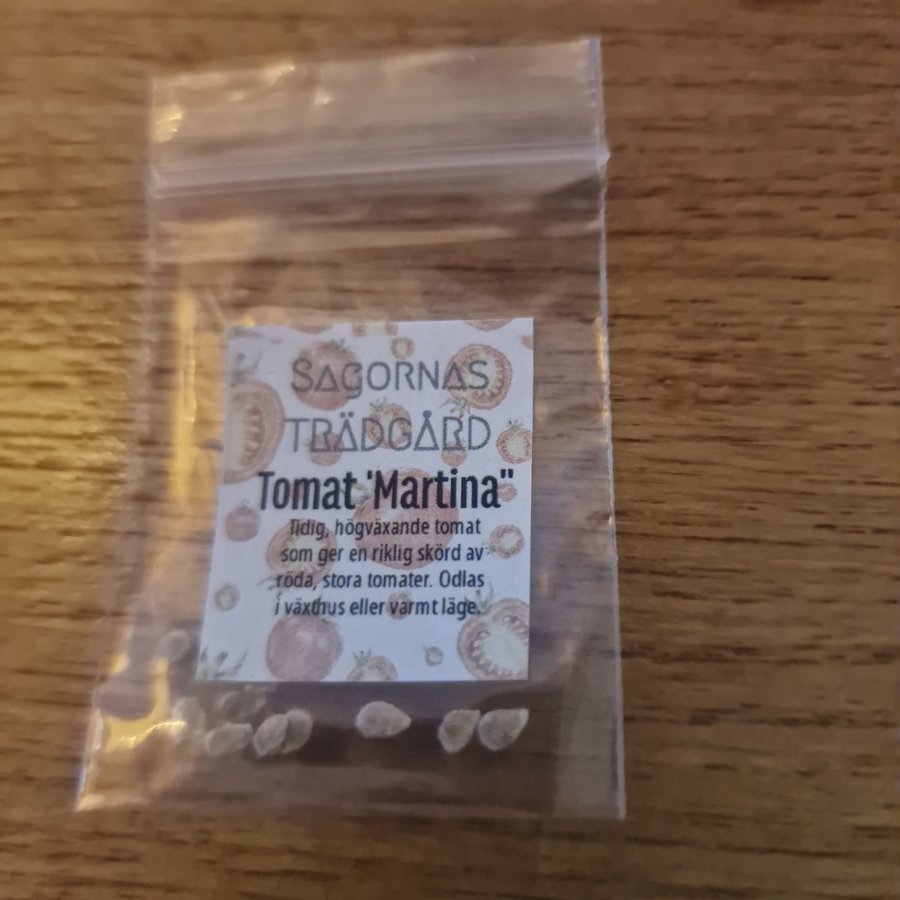 SAGORNAS
TRÄDGÅRD
Tomat 'Martina"
Tidig, högväxande tomat
som ger en riklig skörd av
röda, stora tomater. Odlas
i växthus eller varmt läge.